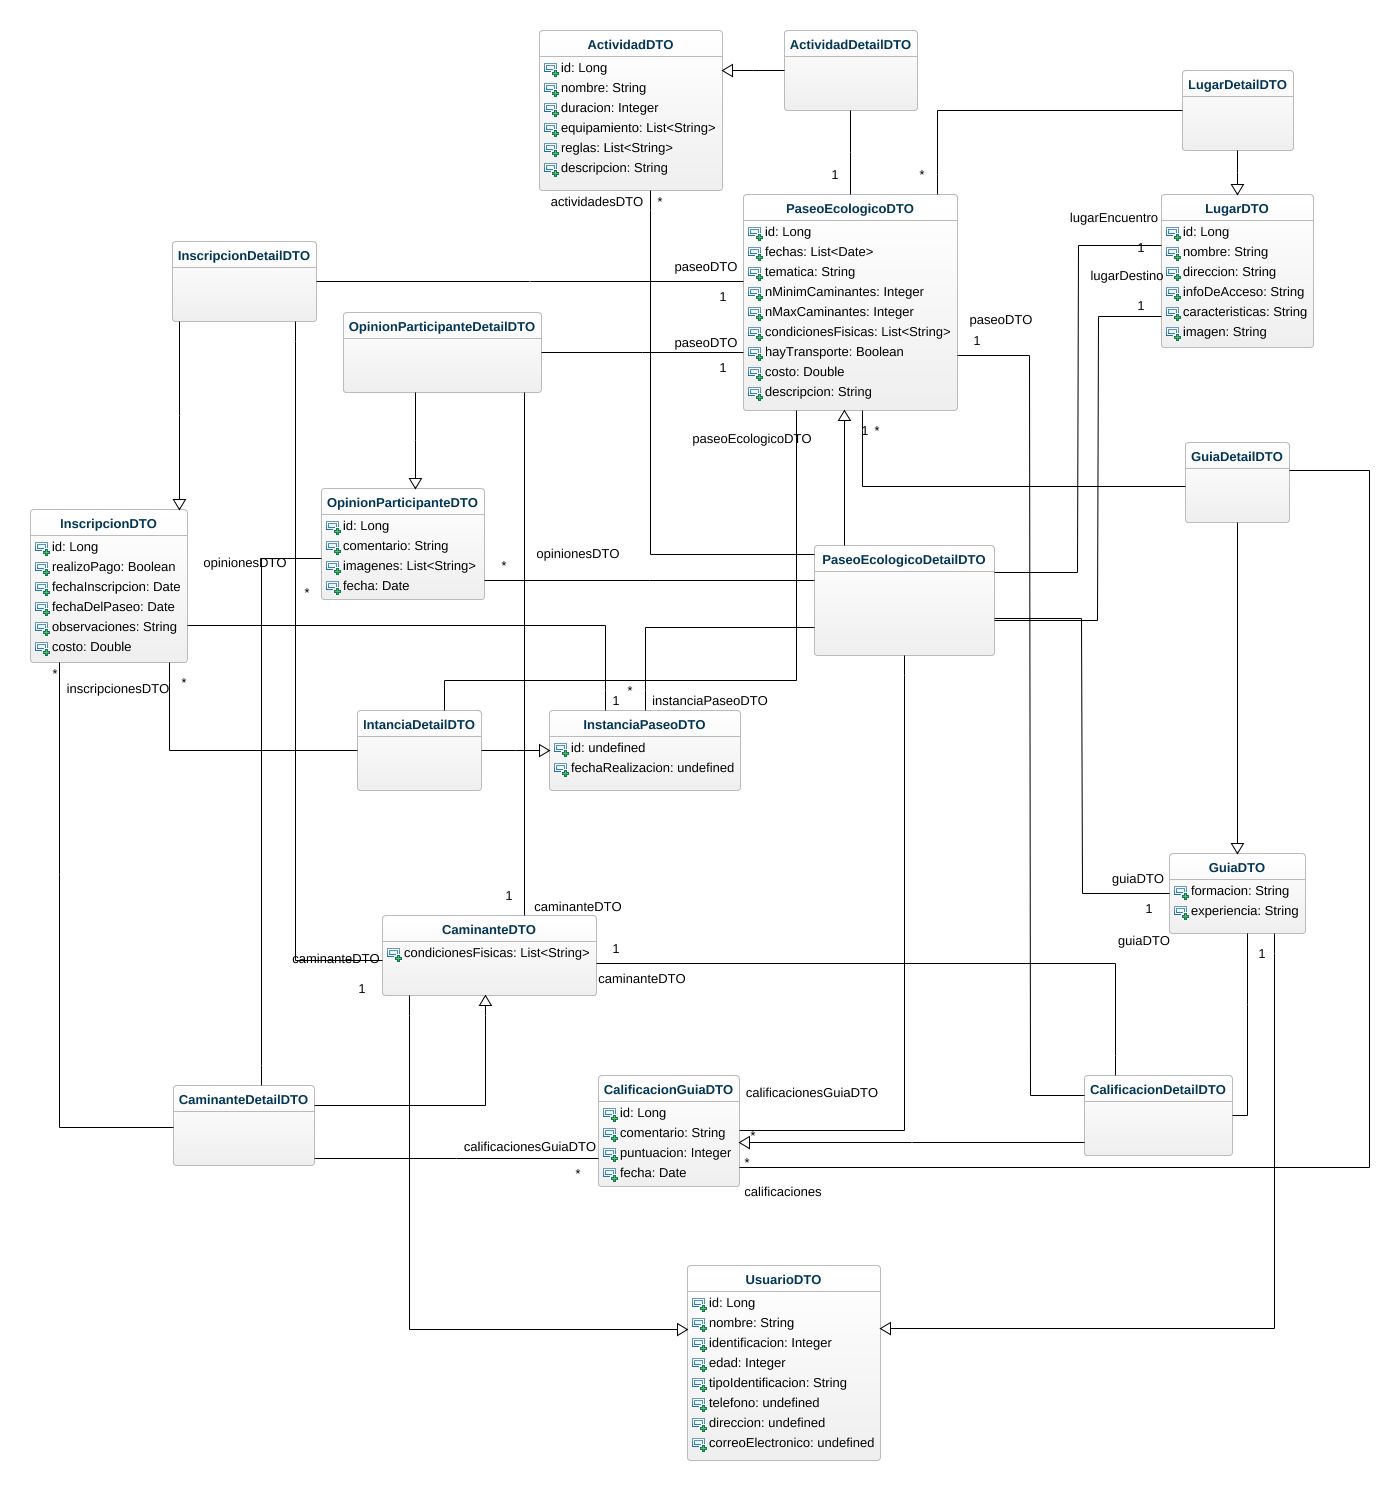 ActividadDTO
id: Long
nombre: String
duracion: Integer
equipamiento: List<String>
reglas: List<String>
descripcion: String
ActividadDetailDTO
LugarDetailDTO
actividadesDTO
*
1
*
PaseoEcologicoDTO
id: Long
fechas: List<Date>
tematica: String
nMinimCaminantes: Integer
nMaxCaminantes: Integer
condicionesFisicas: List<String>
hayTransporte: Boolean
costo: Double
descripcion: String
LugarDTO
id: Long
nombre: String
direccion: String
infoDeAcceso: String
caracteristicas: String
imagen: String
lugarEncuentro
1
lugarDestino
1
InscripcionDetailDTO
paseoDTO
1
OpinionParticipanteDetailDTO
paseoDTO
1
paseoDTO
1
paseoEcologicoDTO
1
*
GuiaDetailDTO
OpinionParticipanteDTO
id: Long
comentario: String
imagenes: List<String>
fecha: Date
InscripcionDTO
id: Long
realizoPago: Boolean
fechaInscripcion: Date
fechaDelPaseo: Date
observaciones: String
costo: Double
opinionesDTO
*
opinionesDTO
*
PaseoEcologicoDetailDTO
*
inscripcionesDTO
*
*
1
instanciaPaseoDTO
IntanciaDetailDTO
InstanciaPaseoDTO
id: undefined
fechaRealizacion: undefined
GuiaDTO
formacion: String
experiencia: String
guiaDTO
1
guiaDTO
1
1
caminanteDTO
CaminanteDTO
condicionesFisicas: List<String>
caminanteDTO
1
1
caminanteDTO
CaminanteDetailDTO
CalificacionGuiaDTO
id: Long
comentario: String
puntuacion: Integer
fecha: Date
calificacionesGuiaDTO
*
calificacionesGuiaDTO
*
*
calificaciones
CalificacionDetailDTO
UsuarioDTO
id: Long
nombre: String
identificacion: Integer
edad: Integer
tipoIdentificacion: String
telefono: undefined
direccion: undefined
correoElectronico: undefined